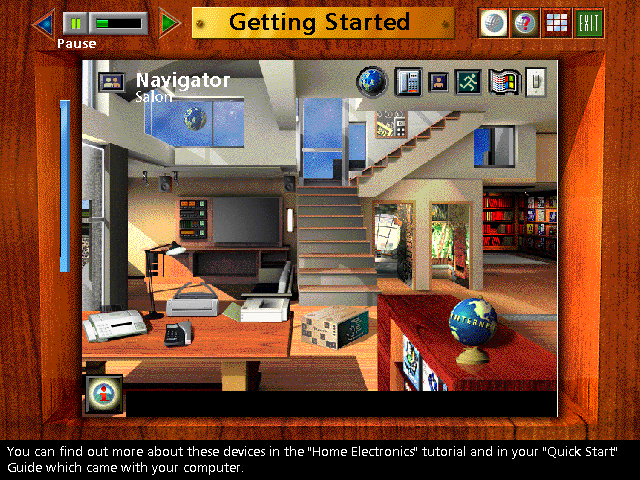 Getting Started
EXIT
Pause
Navigator
Salon
INTERNET
You can find out more about these devices in the "Home Electronics" tutorial and in your "Quick Start"
Guide which came with your computer.